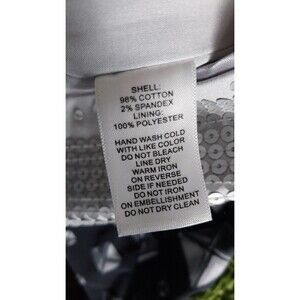 SHELL:
98% COTTON
2% SPANDEX
LINING:
100% POLYESTER
HAND WASH COLD
WITH LIKE COLOR
DO NOT BLEACH
LINE DRY
WARM IRON
ON REVERSE
SIDE IF NEEDED
DO NOT IRON
ON EMBELLISHMENT
DO NOT DRY CLEAN